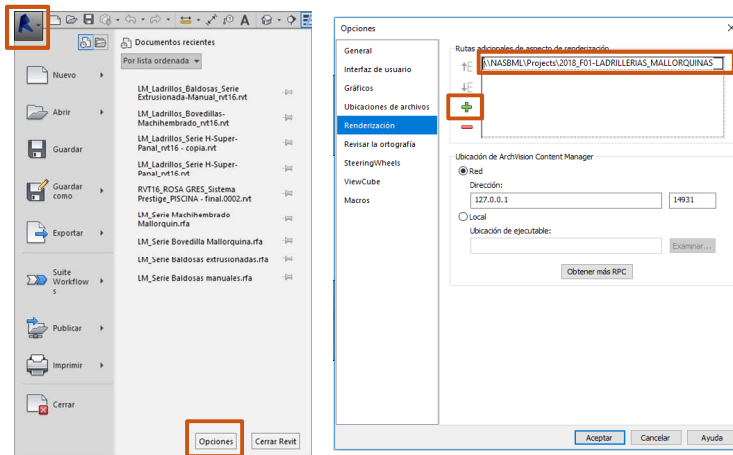 Documentos recientes
Por lista ordenada
Nuevo
Abrir
Guardar
Guardar
como
Exportar
Suite
Workflow
s
Publicar
Imprimir
Cerrar
LM_Ladrillos_Baldosas_Serie
Extrusionada-Manual_rvt16.rvt
LM_Ladrillos_Bovedillas-
Machihembrado_rvt16.rvt
LM_Ladrillos_Serie H-Super-
Panal_rvt16 - copia.rvt
LM_Ladrillos_Serie H-Super-
Panal_rvt16.rvt
RVT16_ROSA GRES_Sistema
Prestige_PISCINA - final.0002.rvt
LM_Serie Machihembrado
Mallorquin.rfa
LM_Serie Bovedilla Mallorquina.rfa
LM_Serie Baldosas extrusionadas.rfa
LM_Serie Baldosas manuales.rfa
Opciones
Cerrar Revit
Opciones
General
Interfaz de usuario
Gráficos
Ubicaciones de archivos
Renderización
Revisar la ortografía
SteeringWheels
ViewCube
Macros
Rutas adicionales de aspecto de renderización
\\NASBML\Projects\2018_F01-LADRILLERIAS_MALLORQUINAS
Ubicación de ArchVision Content Manager
Red
Dirección:
127.0.0.1
14931
Local
Ubicación de ejecutable:
Examinar...
Obtener más RPC
Aceptar
Cancelar
Ayuda